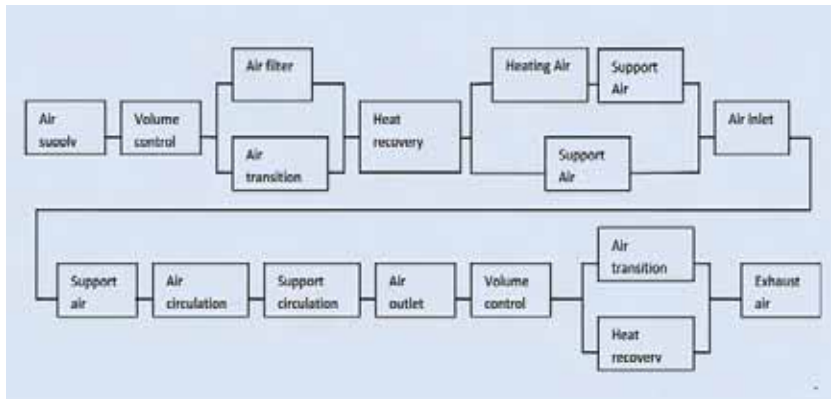 Air
supply
Volume
control
Air filter
Air
transition
Heat
recovery
Heating Air
Support
Air
Support
Air
Air inlet
Support
air
Air
circulation
Support
circulation
Air
outlet
Volume
control
Air
transition
Heat
recovery
Exhaust
air